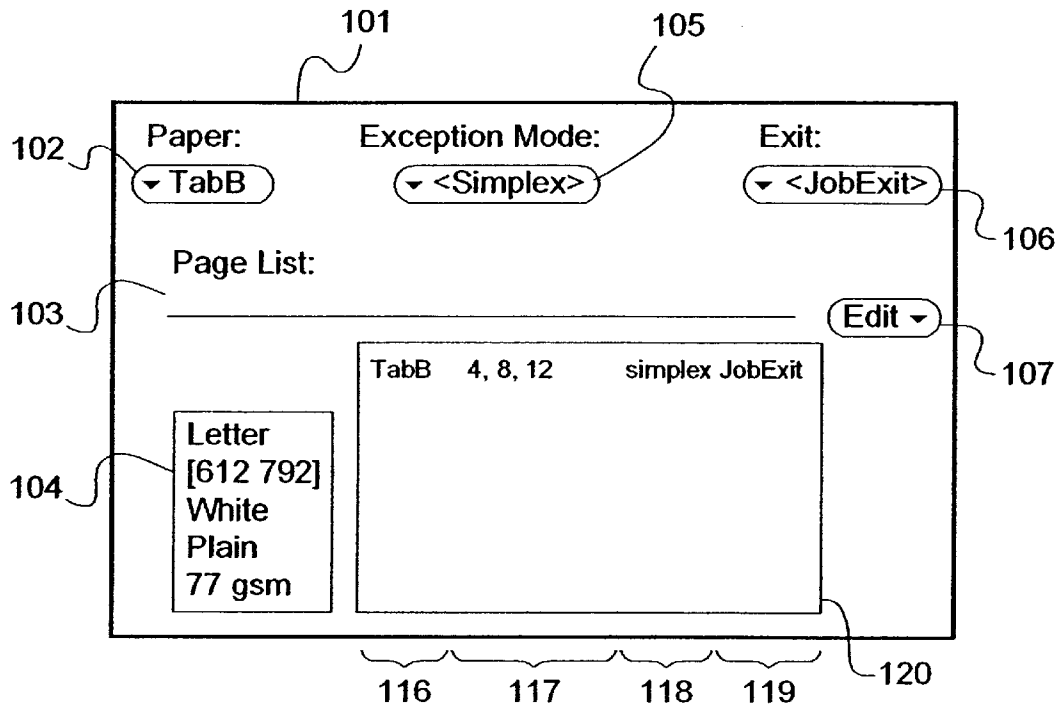 101
105
Paper: Exception Mode: Exit:
102
TabB <Simplex> <JobExit>
106
Page List:
103
Edit
107
TabB 4, 8, 12 simplex JobExit
104
Letter
[612 792]
White
Plain
77 gsm
116 117 118 119 120